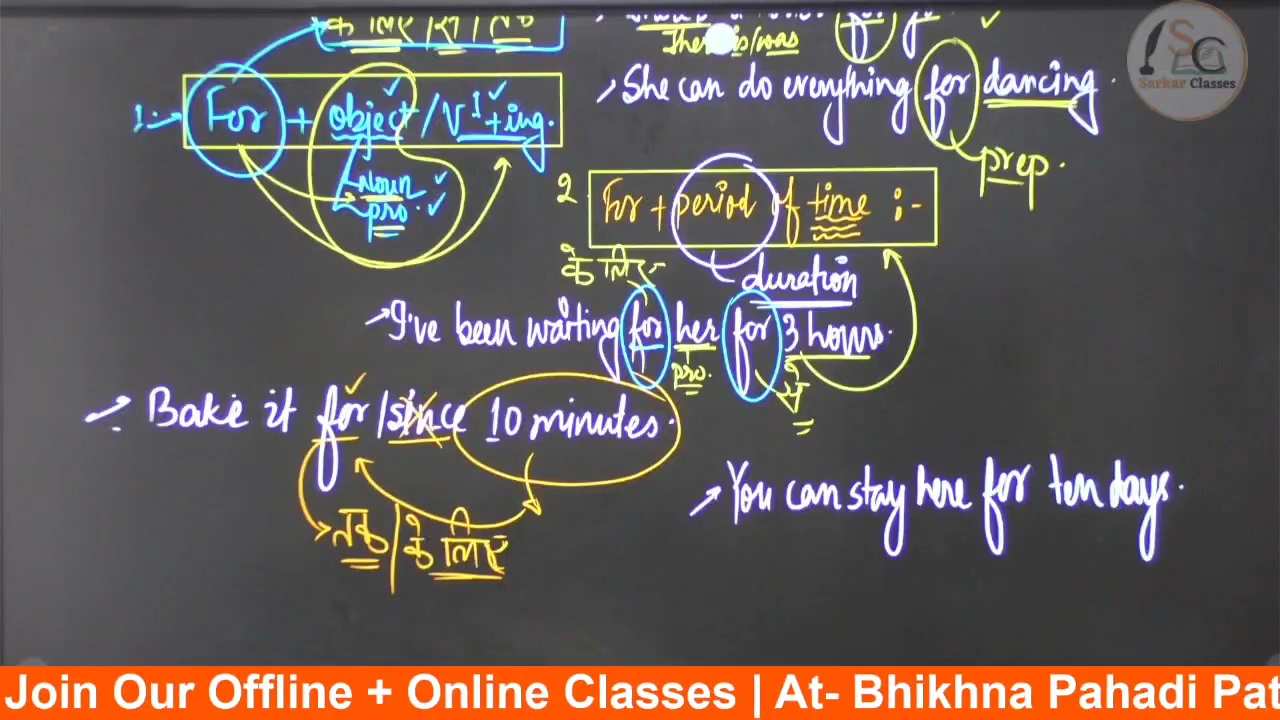 के लिए / से / तक
There is/was
for
She can do everything for dancing.
prep.
1. For + object / V¹+ing.
Noun
pro.
2 For + period of time :-
duration
के लिए
I've been waiting for her for 3 hours.
pro.
से
Bake it for/since 10 minutes.
तक | के लिए
You can stay here for ten days.
SC
Sarkar Classes
Join Our Offline + Online Classes | At- Bhikhna Pahadi Pat